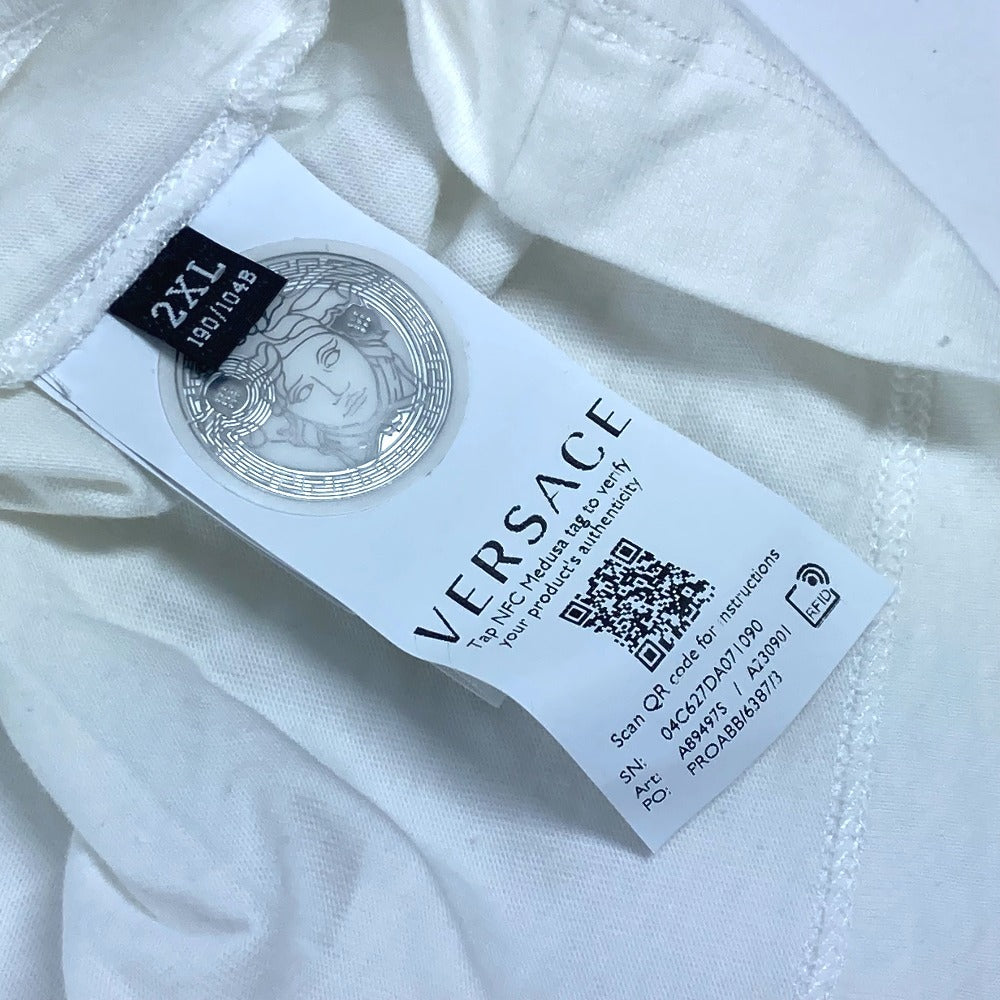 2XL
190/104B
VERSACE
Tap NFC Medusa tag to verify
your product's authenticity
Scan QR code for instructions
SN: 04C627DA071090
Art: A89497S / A230901
PO: PROABB/6387/3
RFID